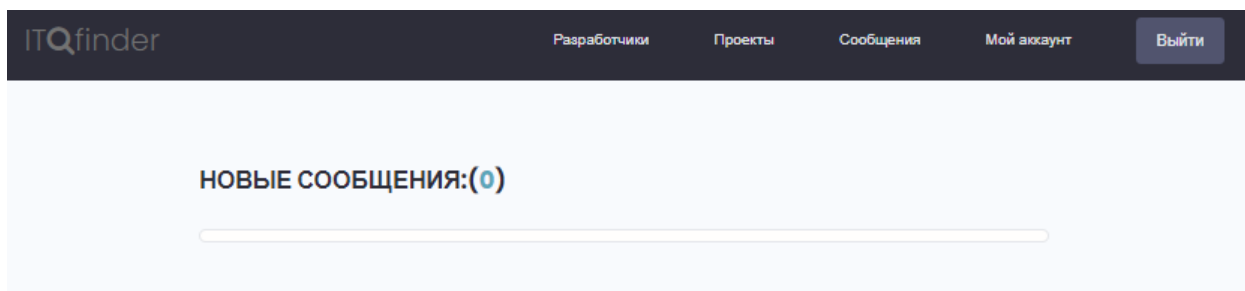 ITQfinder
Разработчики Проекты Сообщения Мой аккаунт Выйти
НОВЫЕ СООБЩЕНИЯ:(0)